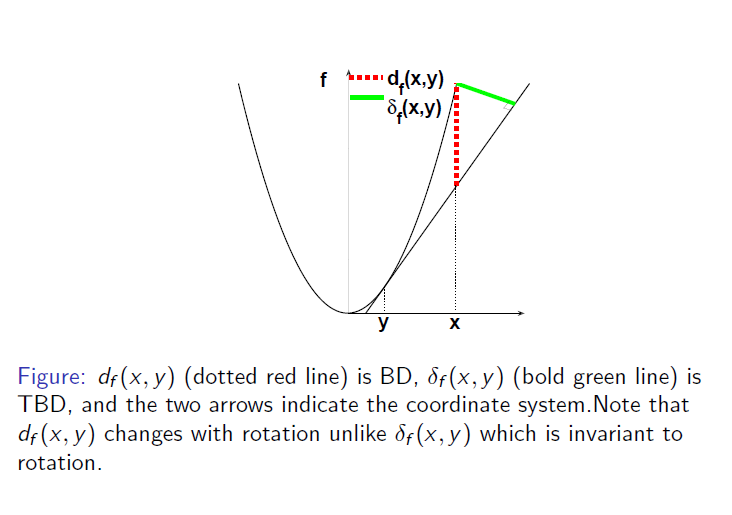 f
d_f(x,y)
δ_f(x,y)
y
x
Figure: d_f(x, y) (dotted red line) is BD, δ_f(x, y) (bold green line) is
TBD, and the two arrows indicate the coordinate system.Note that
d_f(x, y) changes with rotation unlike δ_f(x, y) which is invariant to
rotation.